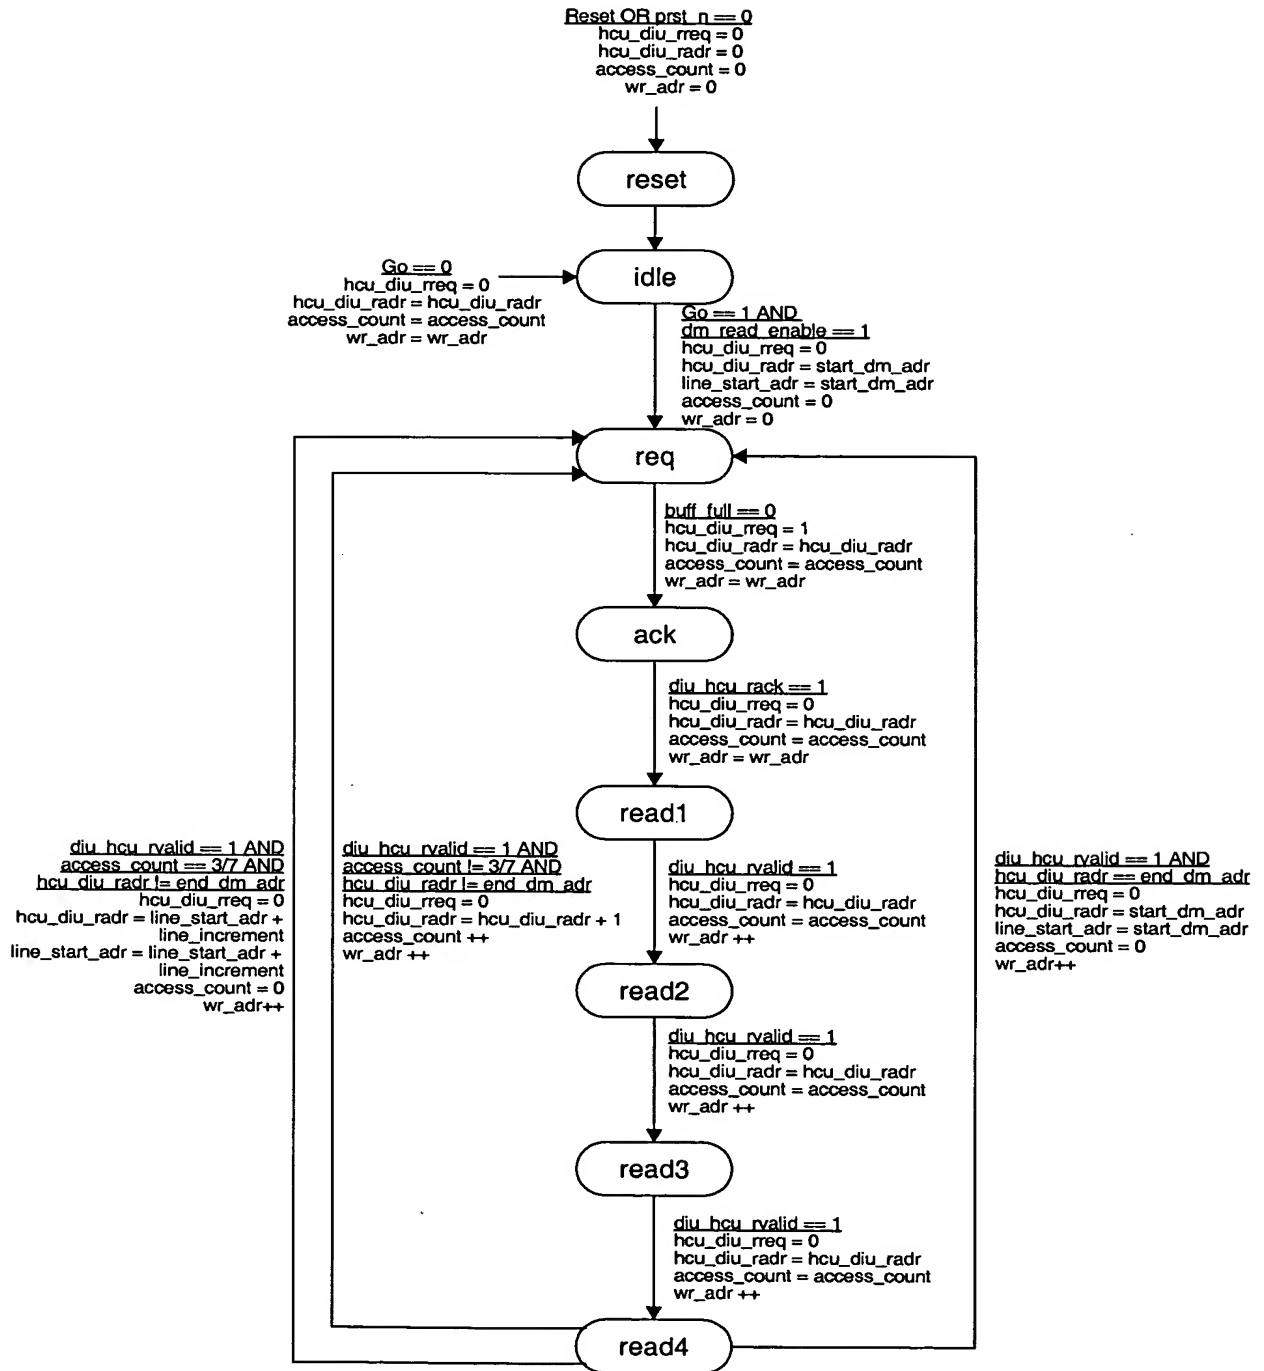 Reset OR prst_n == 0
hcu_diu_rreq = 0
hcu_diu_radr = 0
access_count = 0
wr_adr = 0
reset
idle
Go == 0
hcu_diu_rreq = 0
hcu_diu_radr = hcu_diu_radr
access_count = access_count
wr_adr = wr_adr
Go == 1 AND
dm_read_enable == 1
hcu_diu_rreq = 0
hcu_diu_radr = start_dm_adr
line_start_adr = start_dm_adr
access_count = 0
wr_adr = 0
req
buff_full == 0
hcu_diu_rreq = 1
hcu_diu_radr = hcu_diu_radr
access_count = access_count
wr_adr = wr_adr
ack
diu_hcu_rack == 1
hcu_diu_rreq = 0
hcu_diu_radr = hcu_diu_radr
access_count = access_count
wr_adr = wr_adr
read1
diu_hcu_rvalid == 1 AND
access_count == 3/7 AND
hcu_diu_radr != end_dm_adr
hcu_diu_rreq = 0
hcu_diu_radr = line_start_adr +
line_increment
line_start_adr = line_start_adr +
line_increment
access_count = 0
wr_adr++
diu_hcu_rvalid == 1 AND
access_count != 3/7 AND
hcu_diu_radr != end_dm_adr
hcu_diu_rreq = 0
hcu_diu_radr = hcu_diu_radr + 1
access_count ++
wr_adr ++
diu_hcu_rvalid == 1
hcu_diu_rreq = 0
hcu_diu_radr = hcu_diu_radr
access_count = access_count
wr_adr ++
diu_hcu_rvalid == 1 AND
hcu_diu_radr == end_dm_adr
hcu_diu_rreq = 0
hcu_diu_radr = start_dm_adr
line_start_adr = start_dm_adr
access_count = 0
wr_adr++
read2
diu_hcu_rvalid == 1
hcu_diu_rreq = 0
hcu_diu_radr = hcu_diu_radr
access_count = access_count
wr_adr ++
read3
diu_hcu_rvalid == 1
hcu_diu_rreq = 0
hcu_diu_radr = hcu_diu_radr
access_count = access_count
wr_adr ++
read4